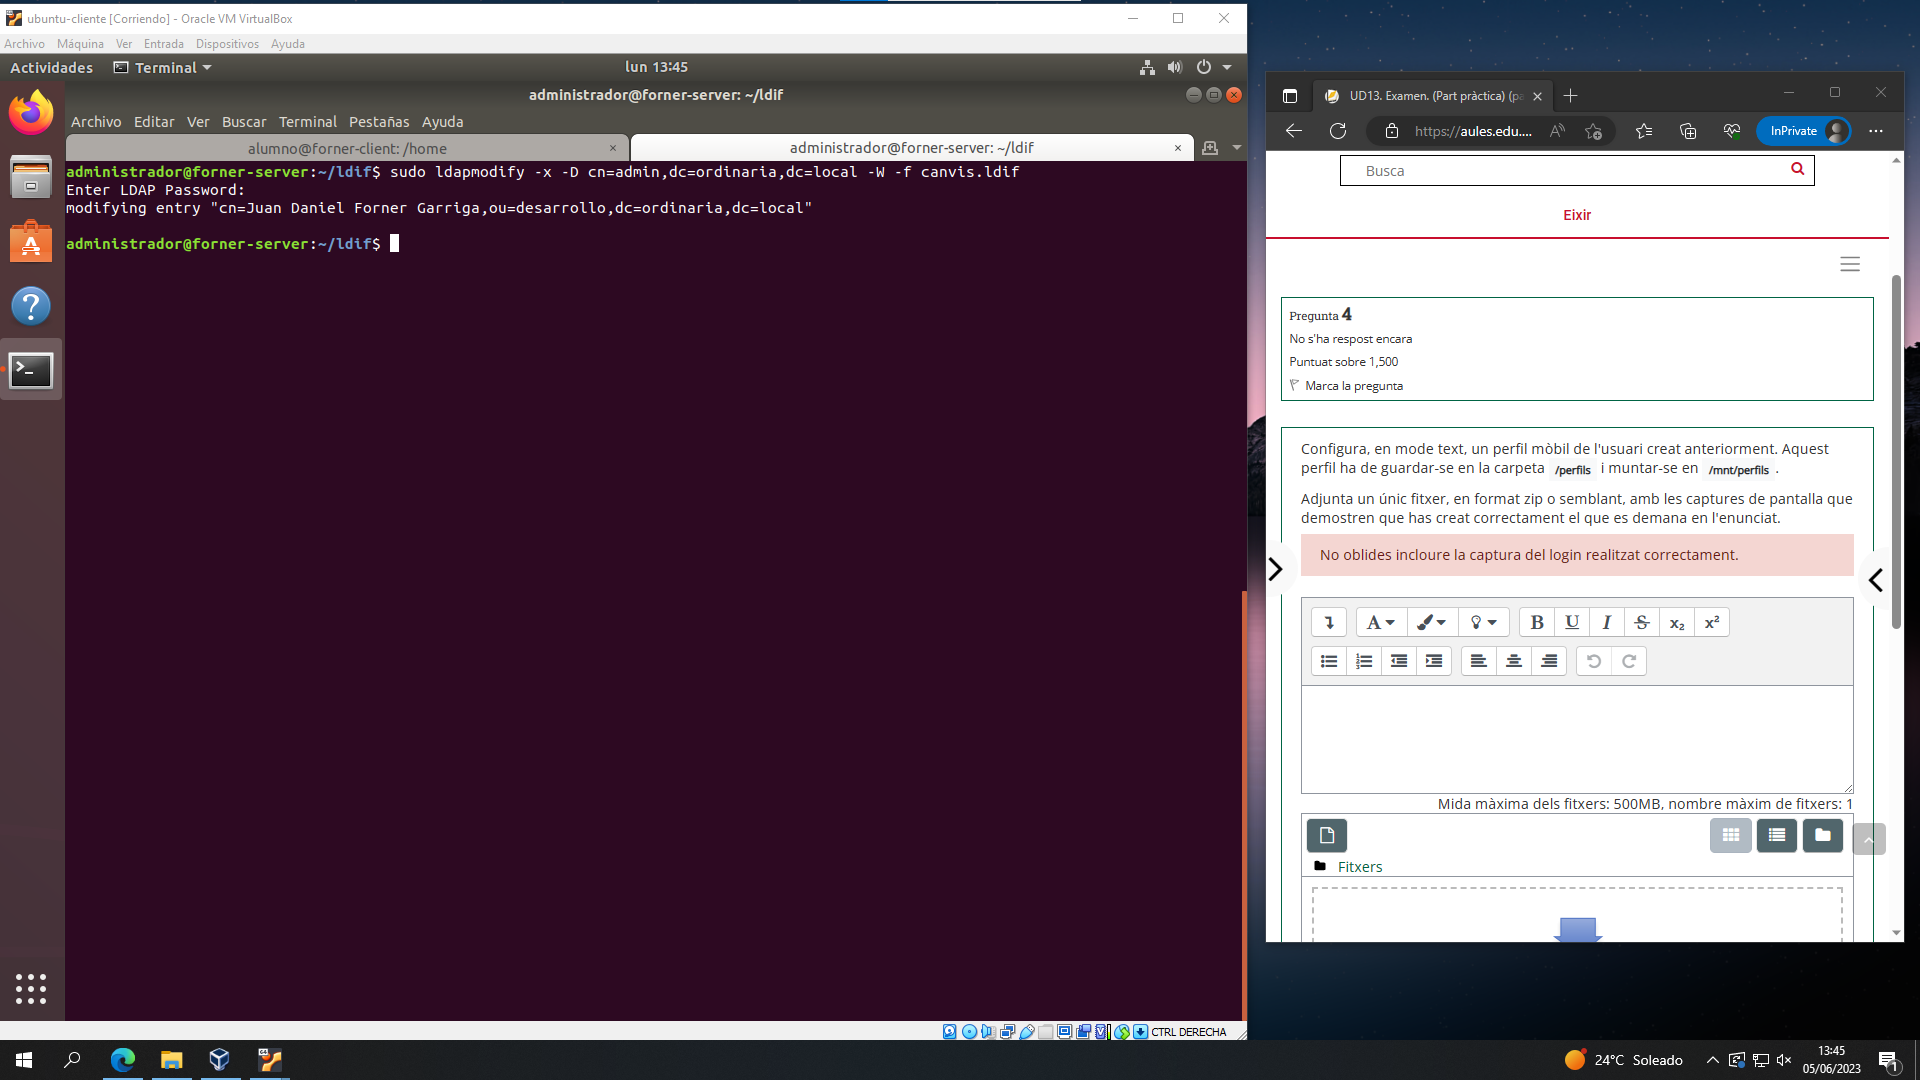 ubuntu-cliente [Corriendo] - Oracle VM VirtualBox
Archivo Máquina Ver Entrada Dispositivos Ayuda
Actividades Terminal lun 13:45
administrador@forner-server: ~/ldif
Archivo Editar Ver Buscar Terminal Pestañas Ayuda
alumno@forner-client: /home
administrador@forner-server: ~/ldif
administrador@forner-server:~/ldif$ sudo ldapmodify -x -D cn=admin,dc=ordinaria,dc=local -W -f canvis.ldif
Enter LDAP Password:
modifying entry "cn=Juan Daniel Forner Garriga,ou=desarrollo,dc=ordinaria,dc=local"
administrador@forner-server:~/ldif$
CTRL DERECHA
UD13. Examen. (Part pràctica) (pa
https://aules.edu.... InPrivate
Busca
Eixir
Pregunta 4
No s'ha respost encara
Puntuat sobre 1,500
Marca la pregunta
Configura, en mode text, un perfil mòbil de l'usuari creat anteriorment. Aquest
perfil ha de guardar-se en la carpeta /perfils i muntar-se en /mnt/perfils .
Adjunta un únic fitxer, en format zip o semblant, amb les captures de pantalla que
demostren que has creat correctament el que es demana en l'enunciat.
No oblides incloure la captura del login realitzat correctament.
Mida màxima dels fitxers: 500MB, nombre màxim de fitxers: 1
Fitxers
24°C Soleado
13:45
05/06/2023
1